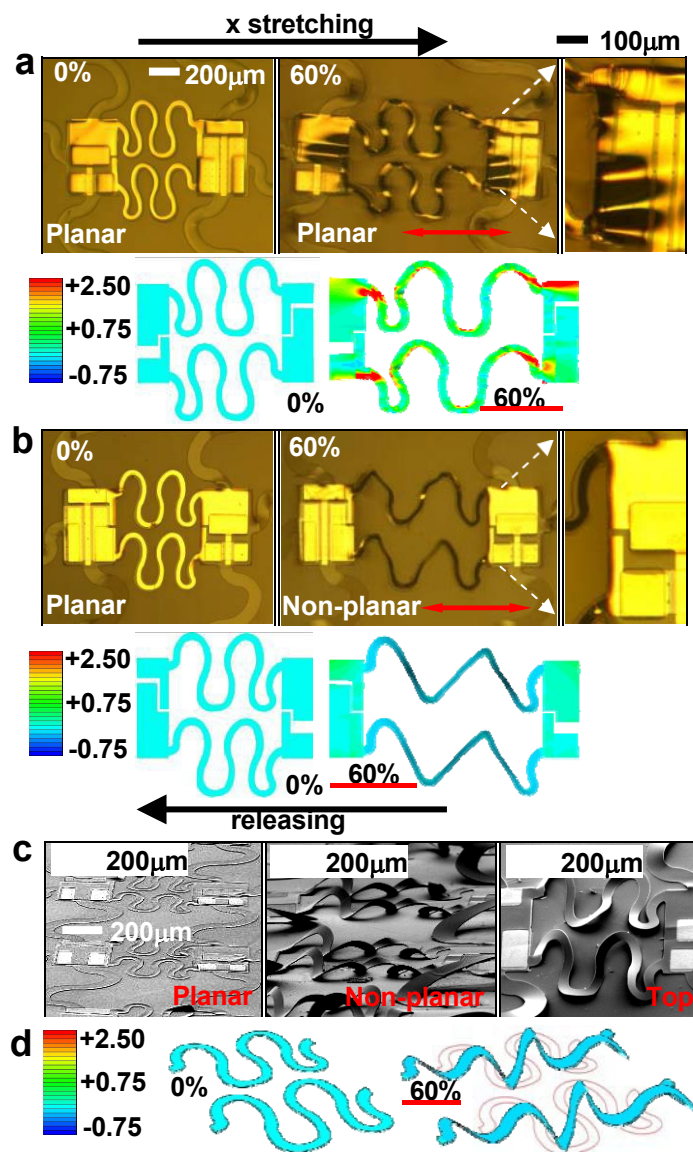 x stretching
100μm
a
0%
200μm
60%
Planar
Planar
+2.50
+0.75
-0.75
0%
60%
b
0%
60%
Planar
Non-planar
+2.50
+0.75
-0.75
0%
60%
releasing
c
200μm
200μm
200μm
200μm
Planar
Non-planar
Top
d
+2.50
+0.75
-0.75
0%
60%